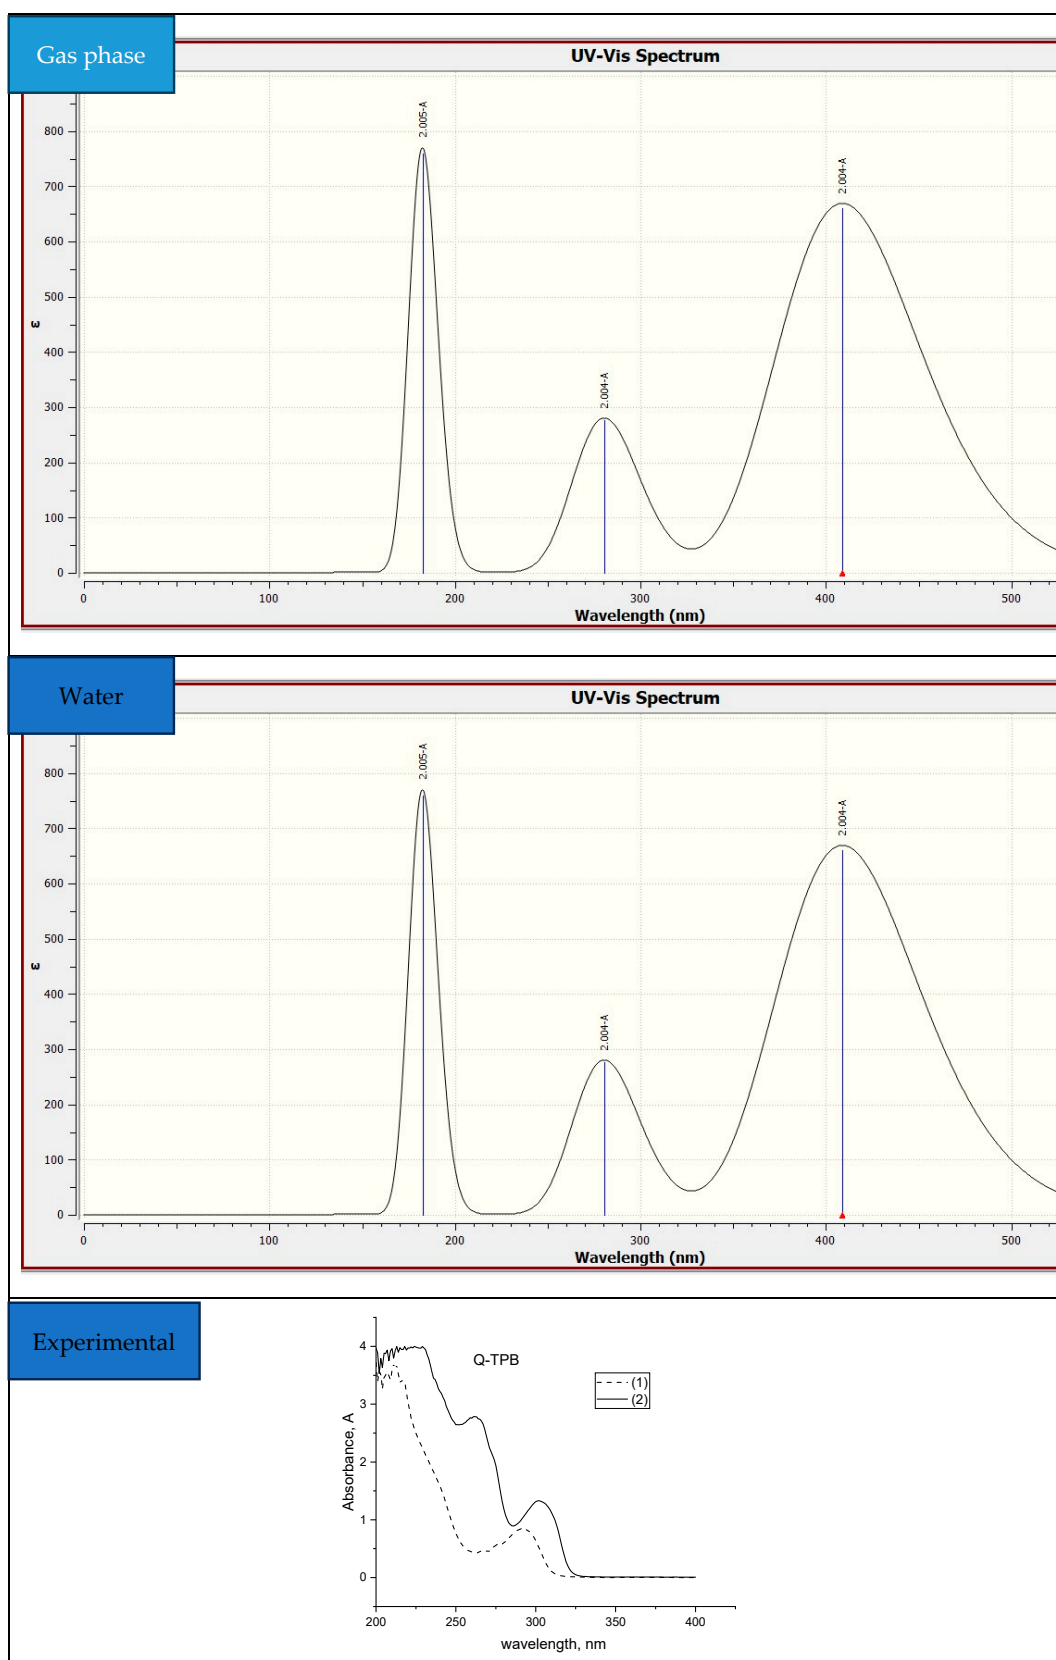 Gas phase
UV-Vis Spectrum
2.005-A
2.004-A
2.004-A
800
700
600
500
400
300
200
100
0
ε
0 100 200 300 400 500
Wavelength (nm)
Water
UV-Vis Spectrum
2.005-A
2.004-A
2.004-A
800
700
600
500
400
300
200
100
0
ε
0 100 200 300 400 500
Wavelength (nm)
Experimental
Q-TPB
(1)
(2)
4
3
2
1
0
Absorbance, A
200 250 300 350 400
wavelength, nm